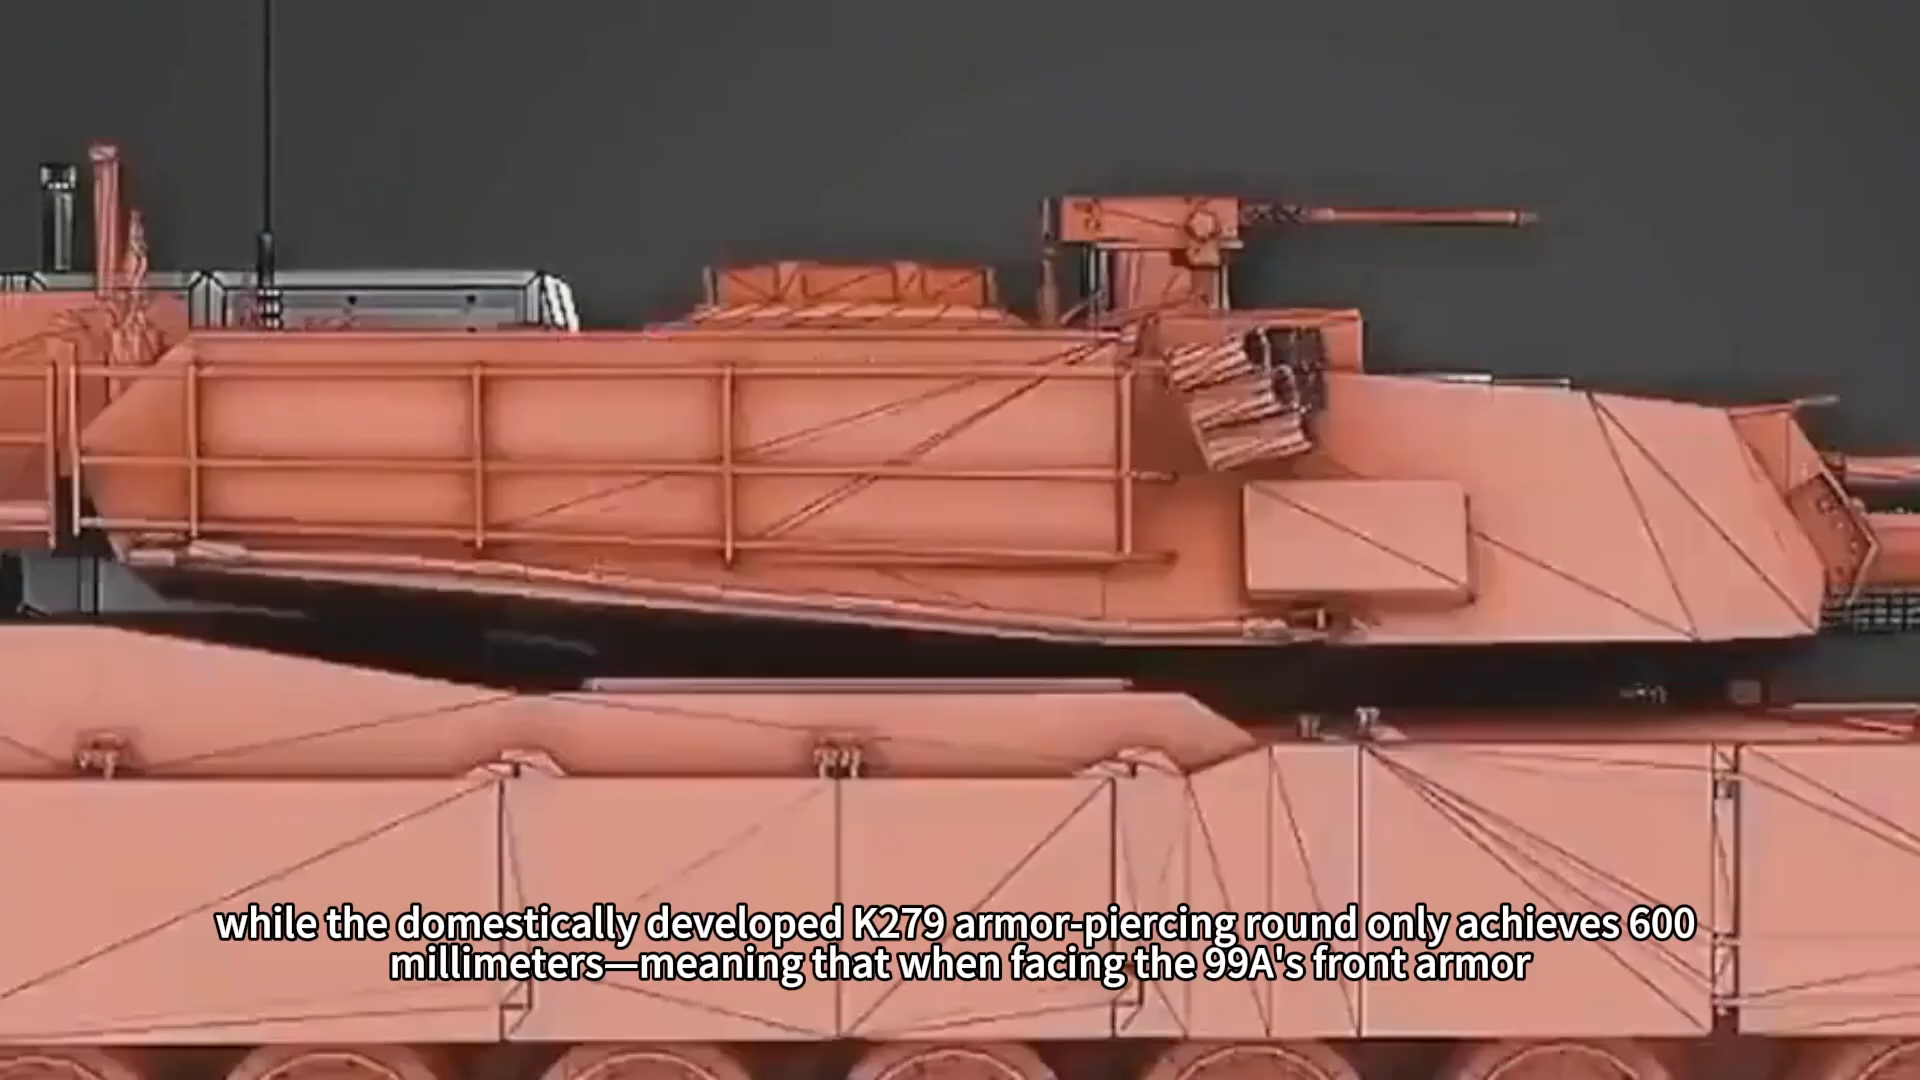 while the domestically developed K279 armor-piercing round only achieves 600
millimeters—meaning that when facing the 99A's front armor